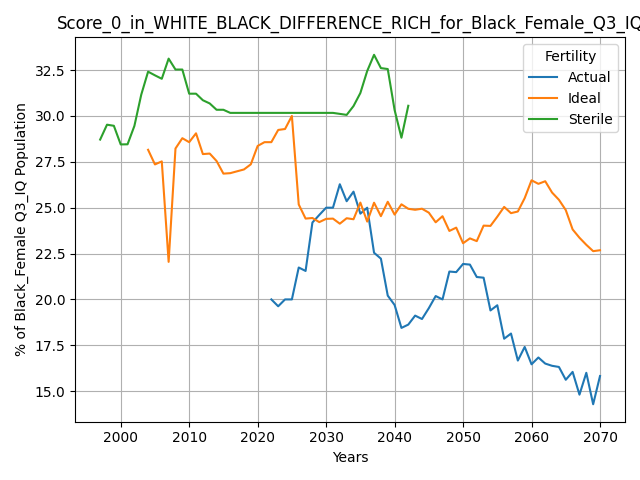 Score_0_in_WHITE_BLACK_DIFFERENCE_RICH_for_Black_Female_Q3_IQ
Fertility
Actual
Ideal
Sterile
% of Black_Female Q3_IQ Population
32.5
30.0
27.5
25.0
22.5
20.0
17.5
15.0
2000 2010 2020 2030 2040 2050 2060 2070
Years